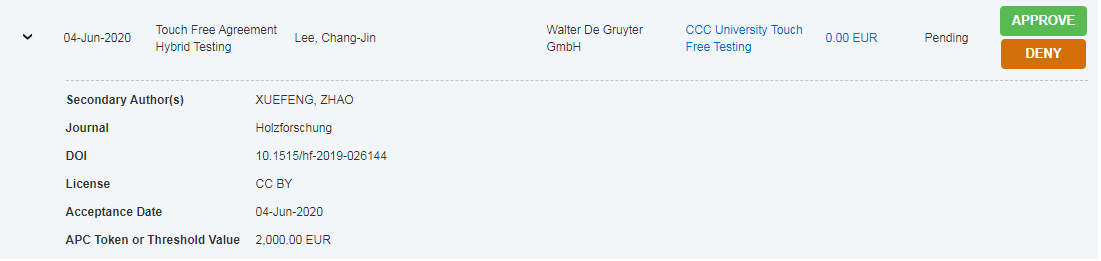 04-Jun-2020 Touch Free Agreement Hybrid Testing Lee, Chang-Jin Walter De Gruyter GmbH CCC University Touch Free Testing 0.00 EUR Pending APPROVE
DENY
Secondary Author(s) XUEFENG, ZHAO
Journal Holzforschung
DOI 10.1515/hf-2019-026144
License CC BY
Acceptance Date 04-Jun-2020
APC Token or Threshold Value 2,000.00 EUR